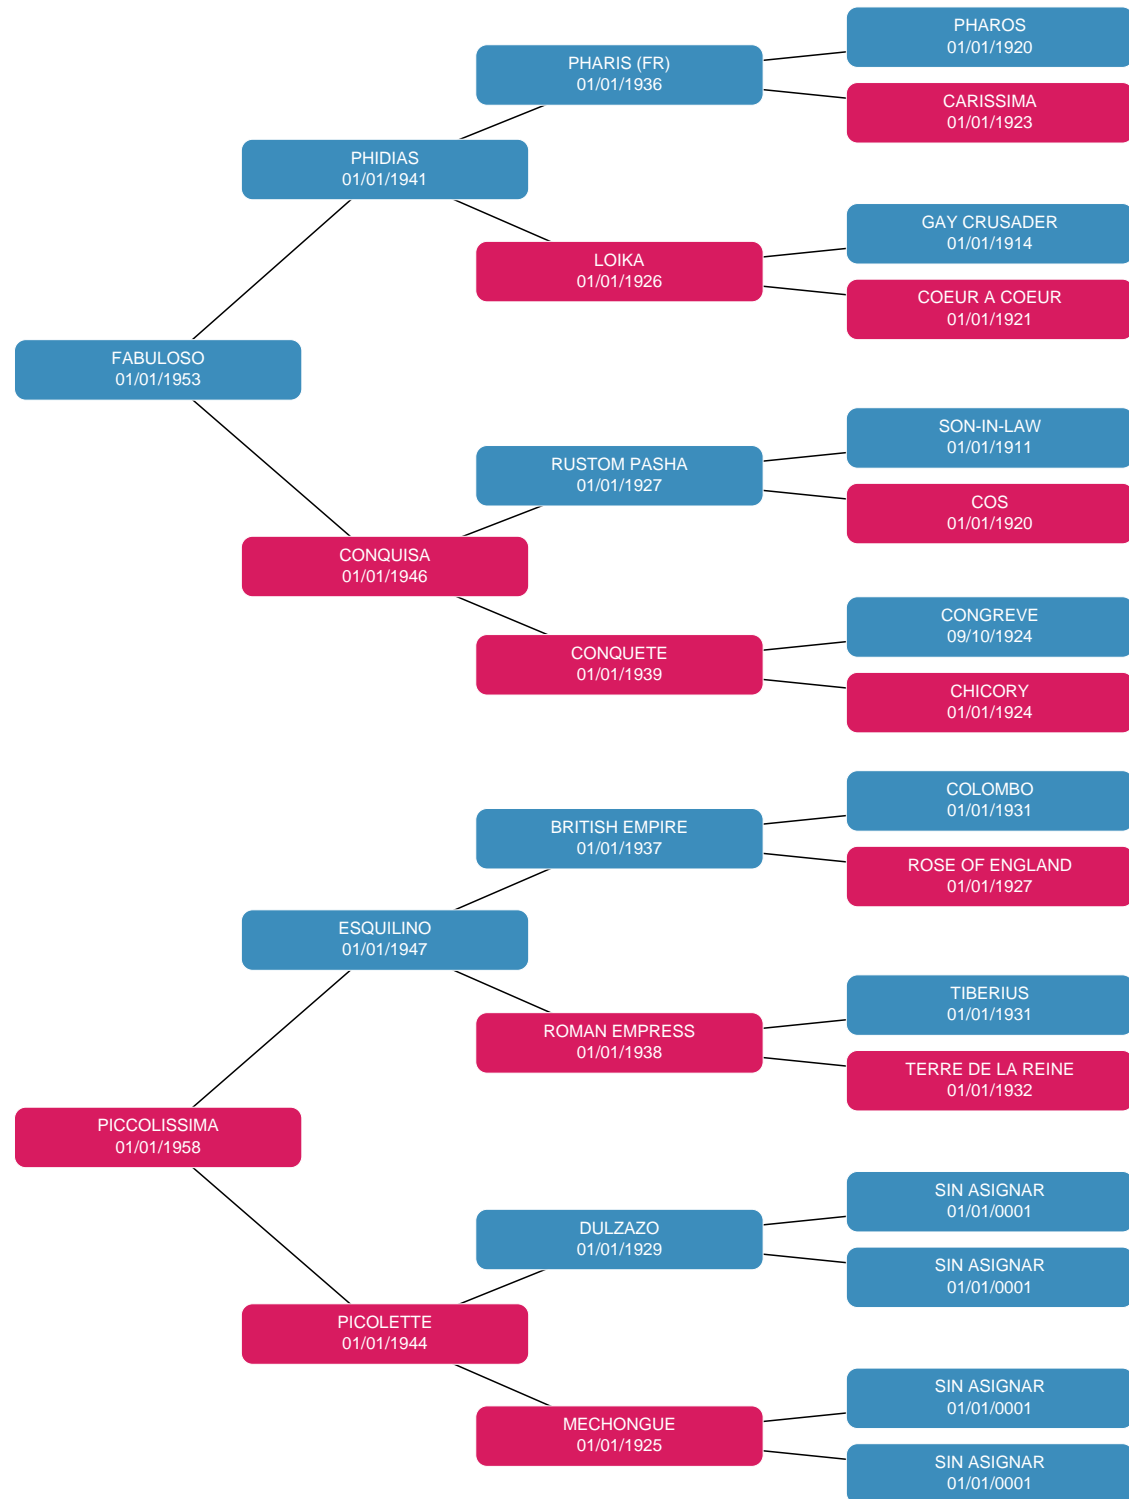 PHAROS
01/01/1920
PHARIS (FR)
01/01/1936
CARISSIMA
01/01/1923
PHIDIAS
01/01/1941
GAY CRUSADER
01/01/1914
LOIKA
01/01/1926
COEUR A COEUR
01/01/1921
FABULOSO
01/01/1953
SON-IN-LAW
01/01/1911
RUSTOM PASHA
01/01/1927
COS
01/01/1920
CONQUISA
01/01/1946
CONGREVE
09/10/1924
CONQUETE
01/01/1939
CHICORY
01/01/1924
COLOMBO
01/01/1931
BRITISH EMPIRE
01/01/1937
ROSE OF ENGLAND
01/01/1927
ESQUILINO
01/01/1947
TIBERIUS
01/01/1931
ROMAN EMPRESS
01/01/1938
TERRE DE LA REINE
01/01/1932
PICCOLISSIMA
01/01/1958
SIN ASIGNAR
01/01/0001
DULZAZO
01/01/1929
SIN ASIGNAR
01/01/0001
PICOLETTE
01/01/1944
SIN ASIGNAR
01/01/0001
MECHONGUE
01/01/1925
SIN ASIGNAR
01/01/0001